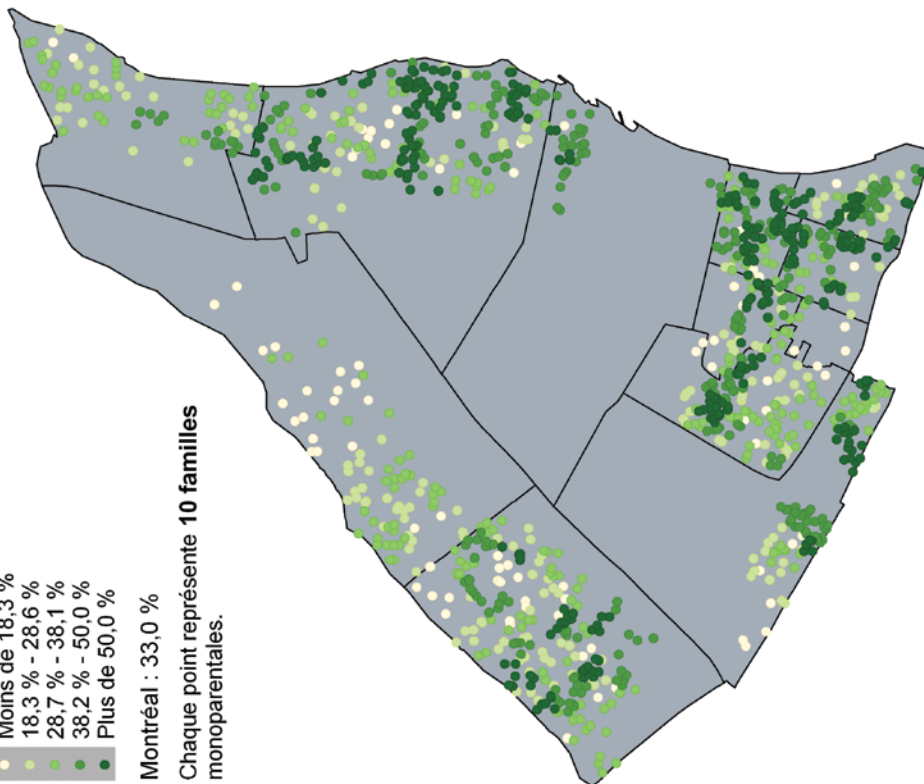 Moins de 18,3 %
18,3 % - 28,6 %
28,7 % - 38,1 %
38,2 % - 50,0 %
Plus de 50,0 %
Montréal : 33,0 %
Chaque point représente 10 familles
monoparentales.